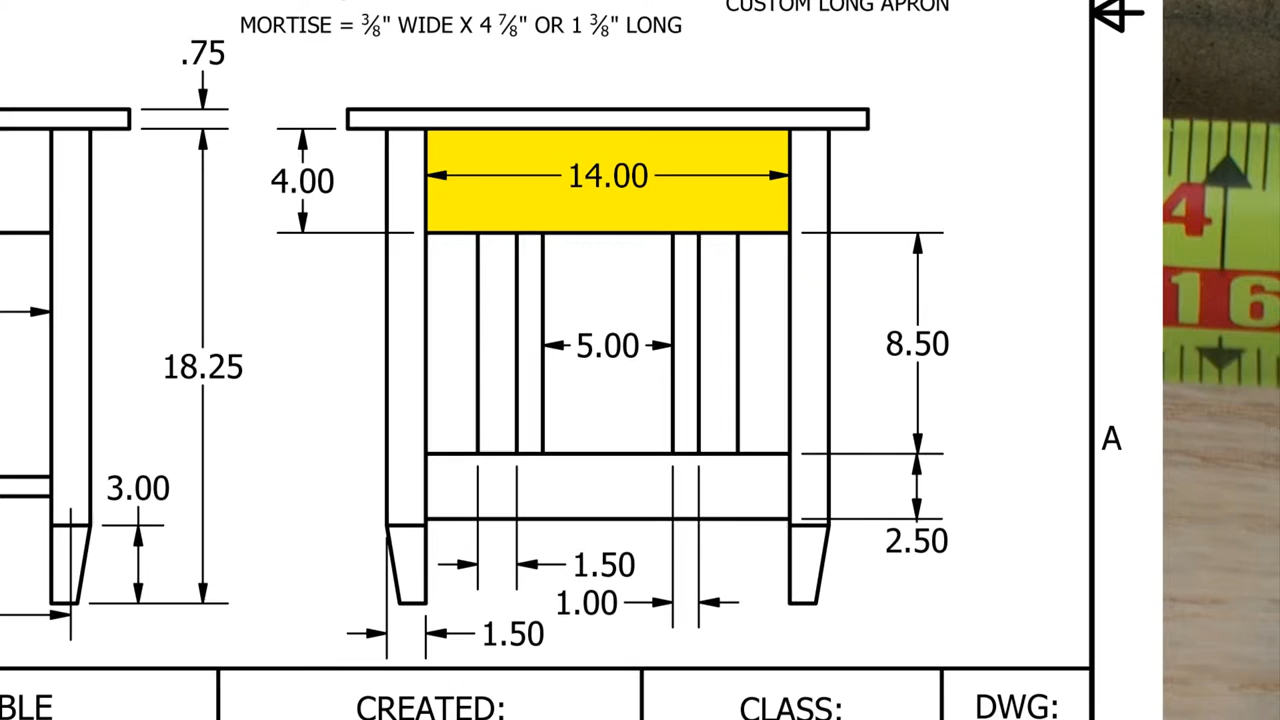 CUSTOM LONG APRON
MORTISE = ⅜" WIDE X 4 ⅞" OR 1 ⅜" LONG
.75
4.00
14.00
18.25
5.00
8.50
3.00
2.50
1.50
1.00
1.50
A
BLE
CREATED:
CLASS:
DWG:
4
16